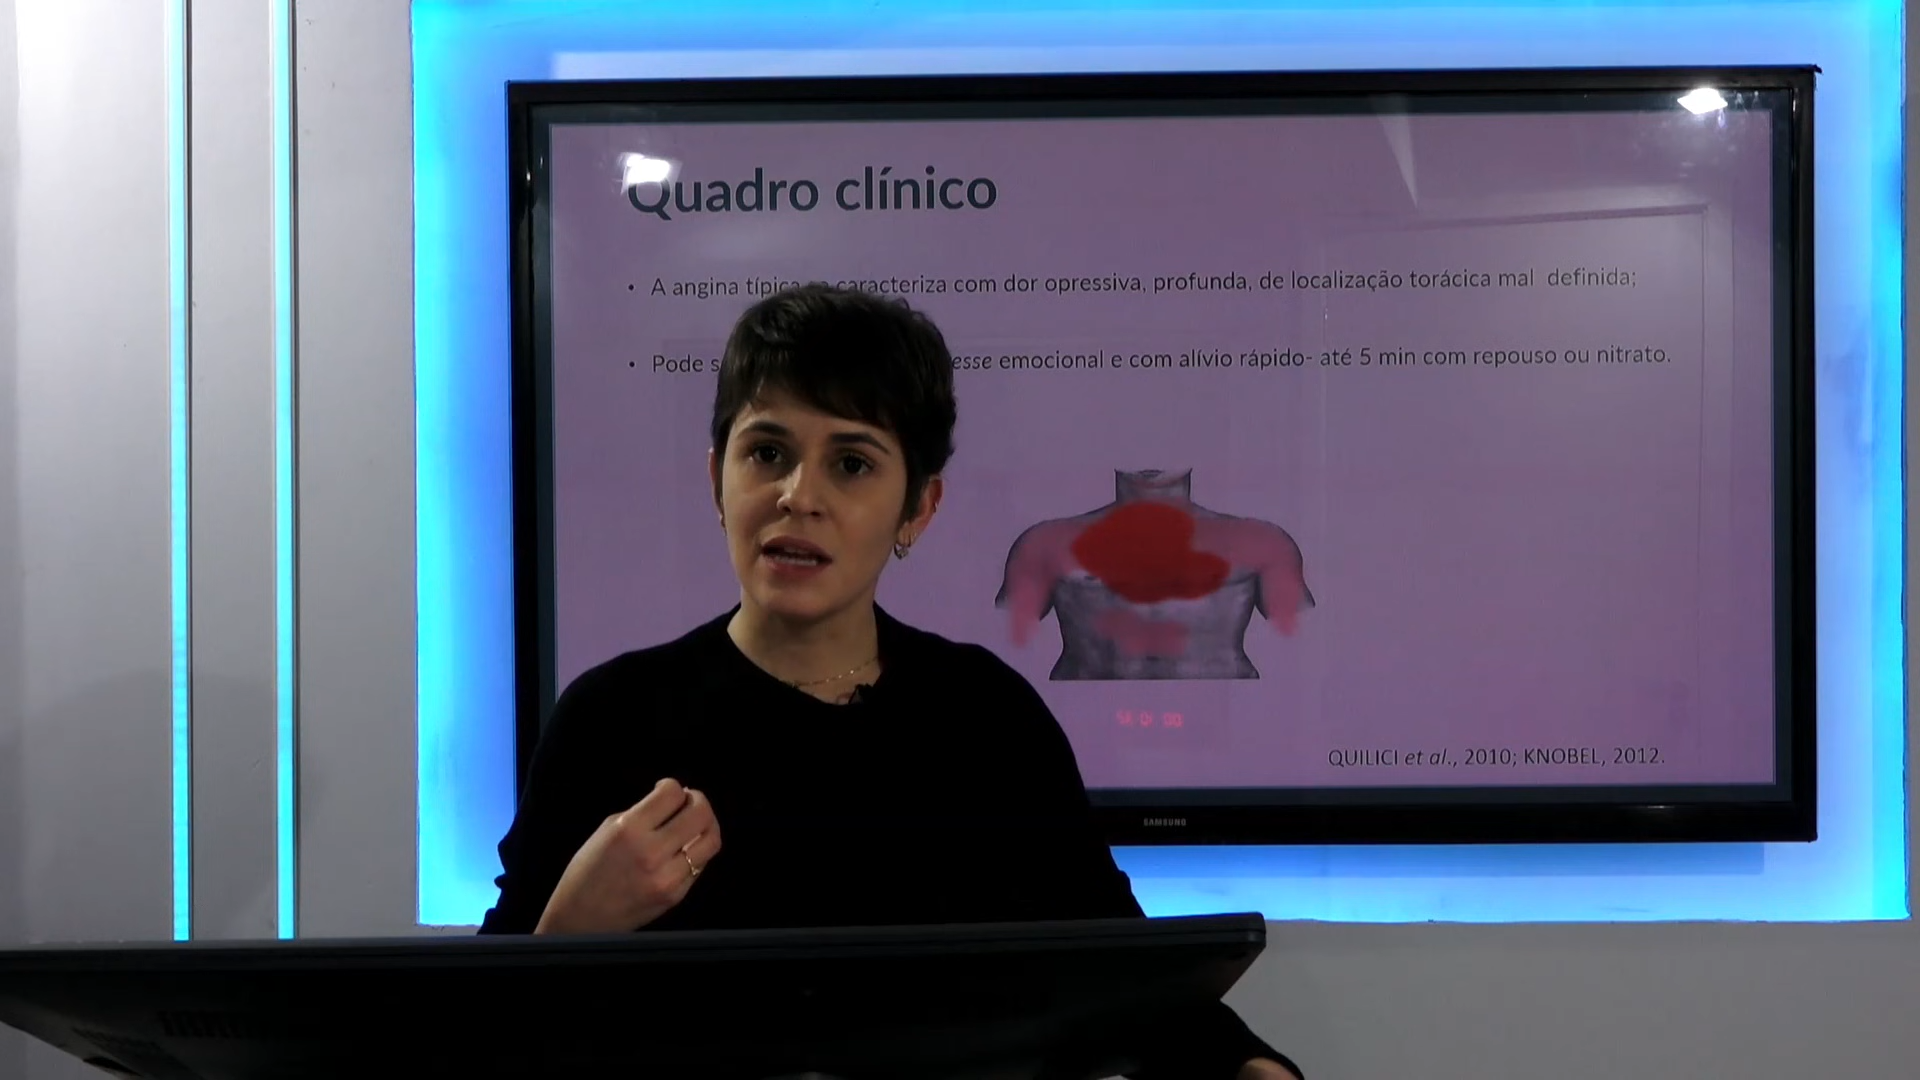 Quadro clínico
• A angina típica se caracteriza com dor opressiva, profunda, de localização torácica mal definida;
• Pode s esse emocional e com alívio rápido- até 5 min com repouso ou nitrato.
QUILICI et al., 2010; KNOBEL, 2012.
SAMSUNG